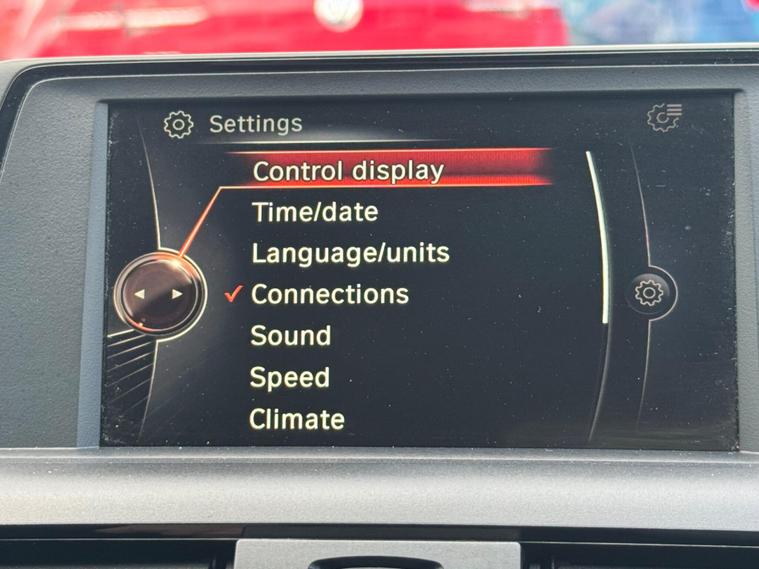 Settings
Control display
Time/date
Language/units
Connections
Sound
Speed
Climate